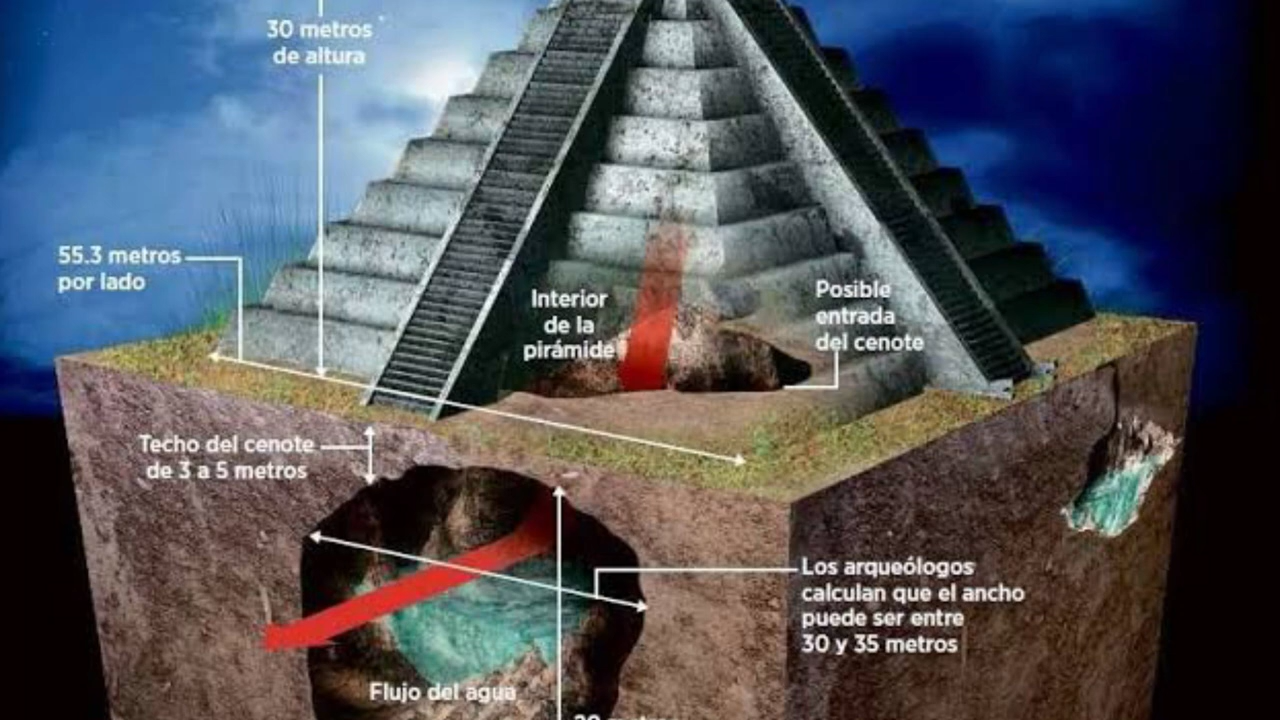 30 metros
de altura
55.3 metros
por lado
Interior
de la
pirámide
Posible
entrada
del cenote
Techo del cenote
de 3 a 5 metros
Los arqueólogos
calculan que el ancho
puede ser entre
30 y 35 metros
Flujo del agua